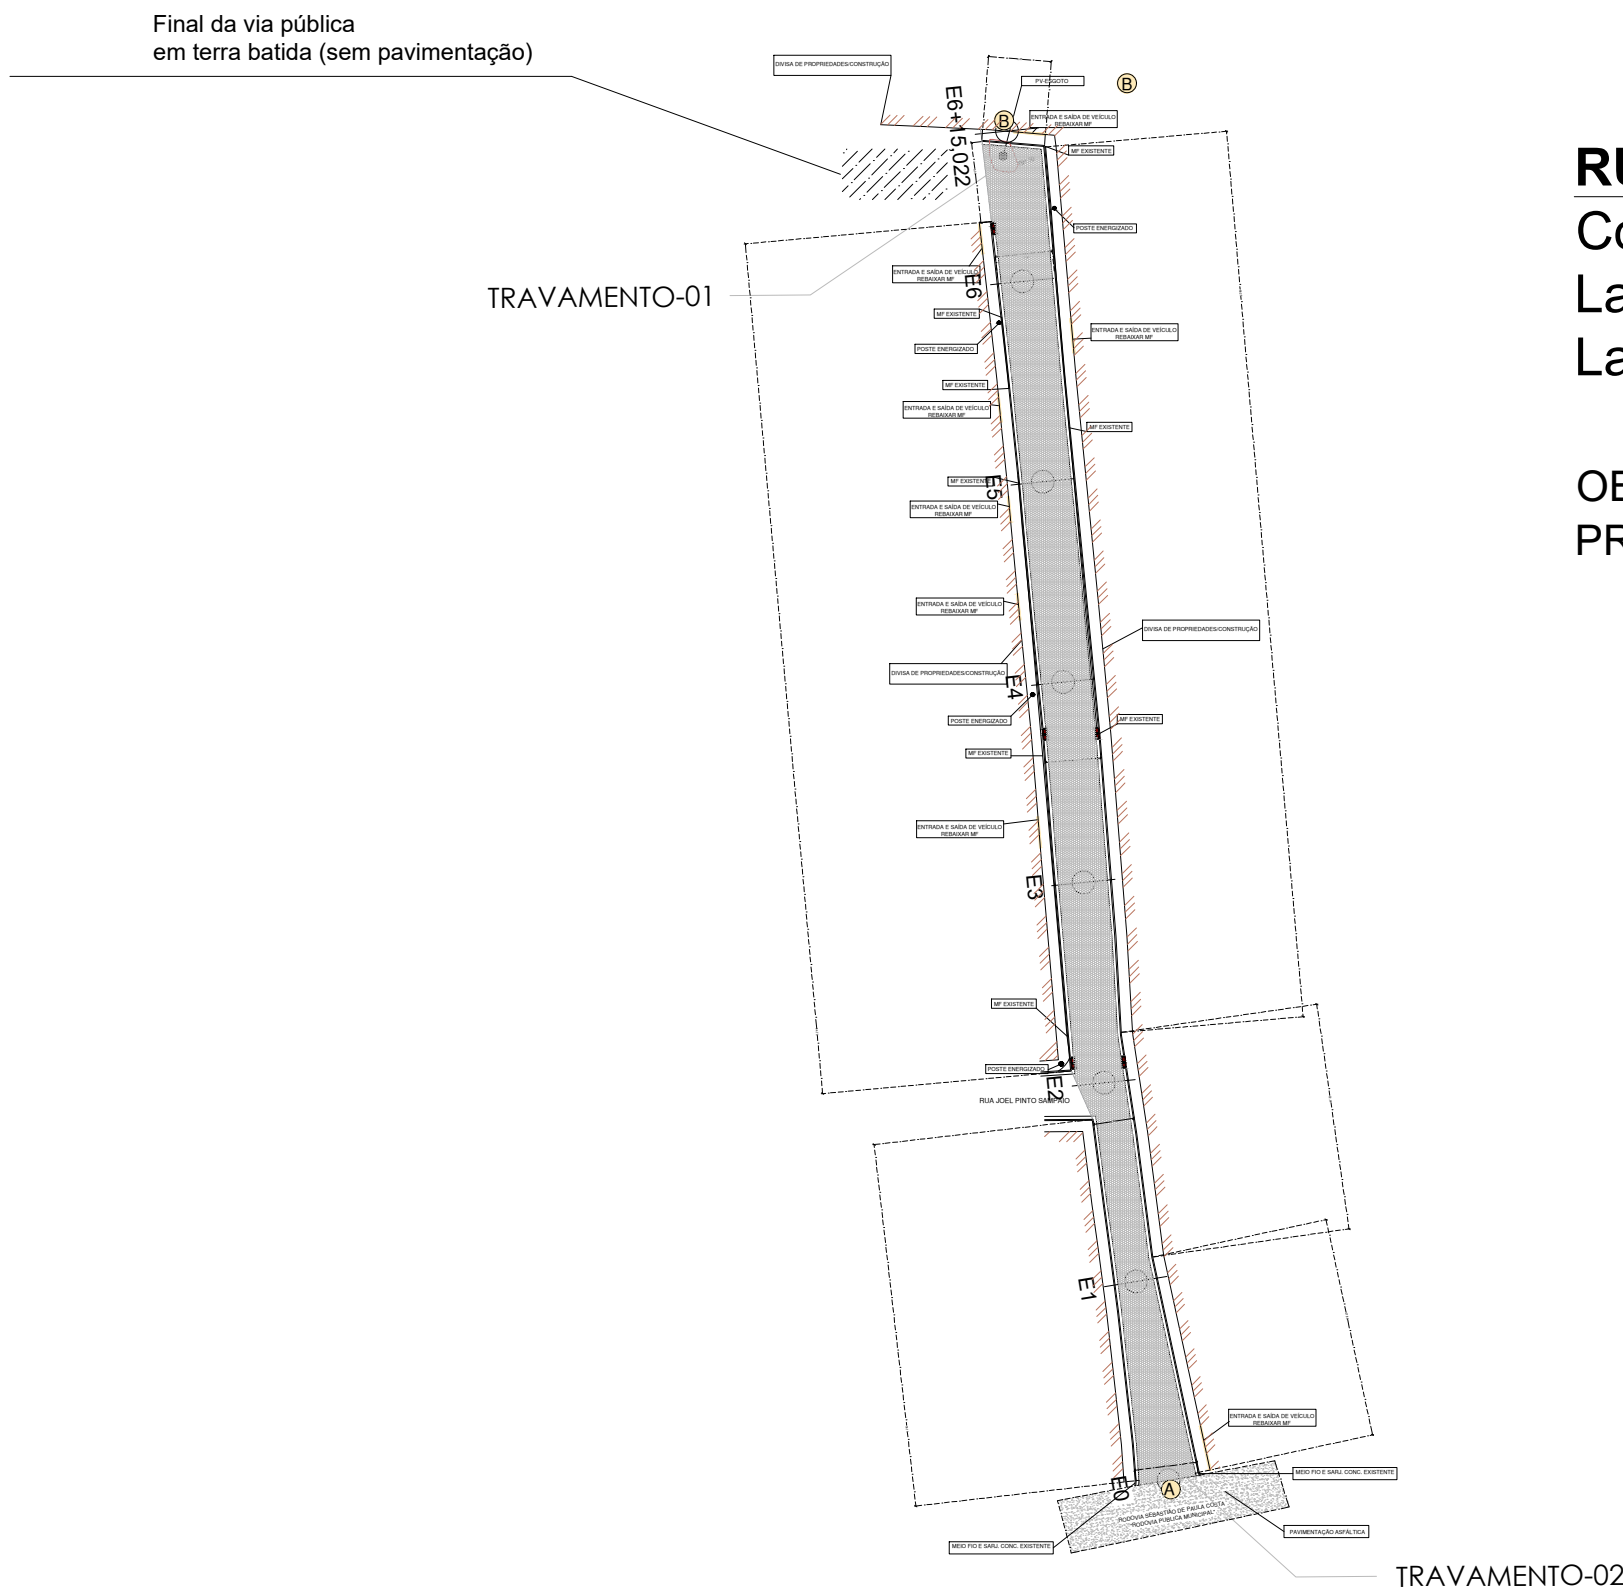 Final da via pública
em terra batida (sem pavimentação)
DIVISA DE PROPRIEDADES/CONSTRUÇÃO
PV-ESGOTO
B
B
ENTRADA E SAÍDA DE VEÍCULO
REBAIXAR MF
E6+15,022
MF EXISTENTE
RU
Co
La
La
OB
PR
POSTE ENERGIZADO
ENTRADA E SAÍDA DE VEÍCULO
REBAIXAR MF
E6
TRAVAMENTO-01
MF EXISTENTE
ENTRADA E SAÍDA DE VEÍCULO
REBAIXAR MF
POSTE ENERGIZADO
MF EXISTENTE
ENTRADA E SAÍDA DE VEÍCULO
REBAIXAR MF
MF EXISTENTE
MF EXISTENTE
E5
ENTRADA E SAÍDA DE VEÍCULO
REBAIXAR MF
ENTRADA E SAÍDA DE VEÍCULO
REBAIXAR MF
DIVISA DE PROPRIEDADES/CONSTRUÇÃO
DIVISA DE PROPRIEDADES/CONSTRUÇÃO
E4
POSTE ENERGIZADO
MF EXISTENTE
MF EXISTENTE
ENTRADA E SAÍDA DE VEÍCULO
REBAIXAR MF
E3
MF EXISTENTE
POSTE ENERGIZADO
E2
RUA JOEL PINTO SAMPAIO
E1
ENTRADA E SAÍDA DE VEÍCULO
REBAIXAR MF
MEIO FIO E SARJ. CONC. EXISTENTE
E0
A
RODOVIA SEBASTIÃO DE PAULA COSTA
"RODOVIA PÚBLICA MUNICIPAL"
PAVIMENTAÇÃO ASFÁLTICA
MEIO FIO E SARJ. CONC. EXISTENTE
TRAVAMENTO-02